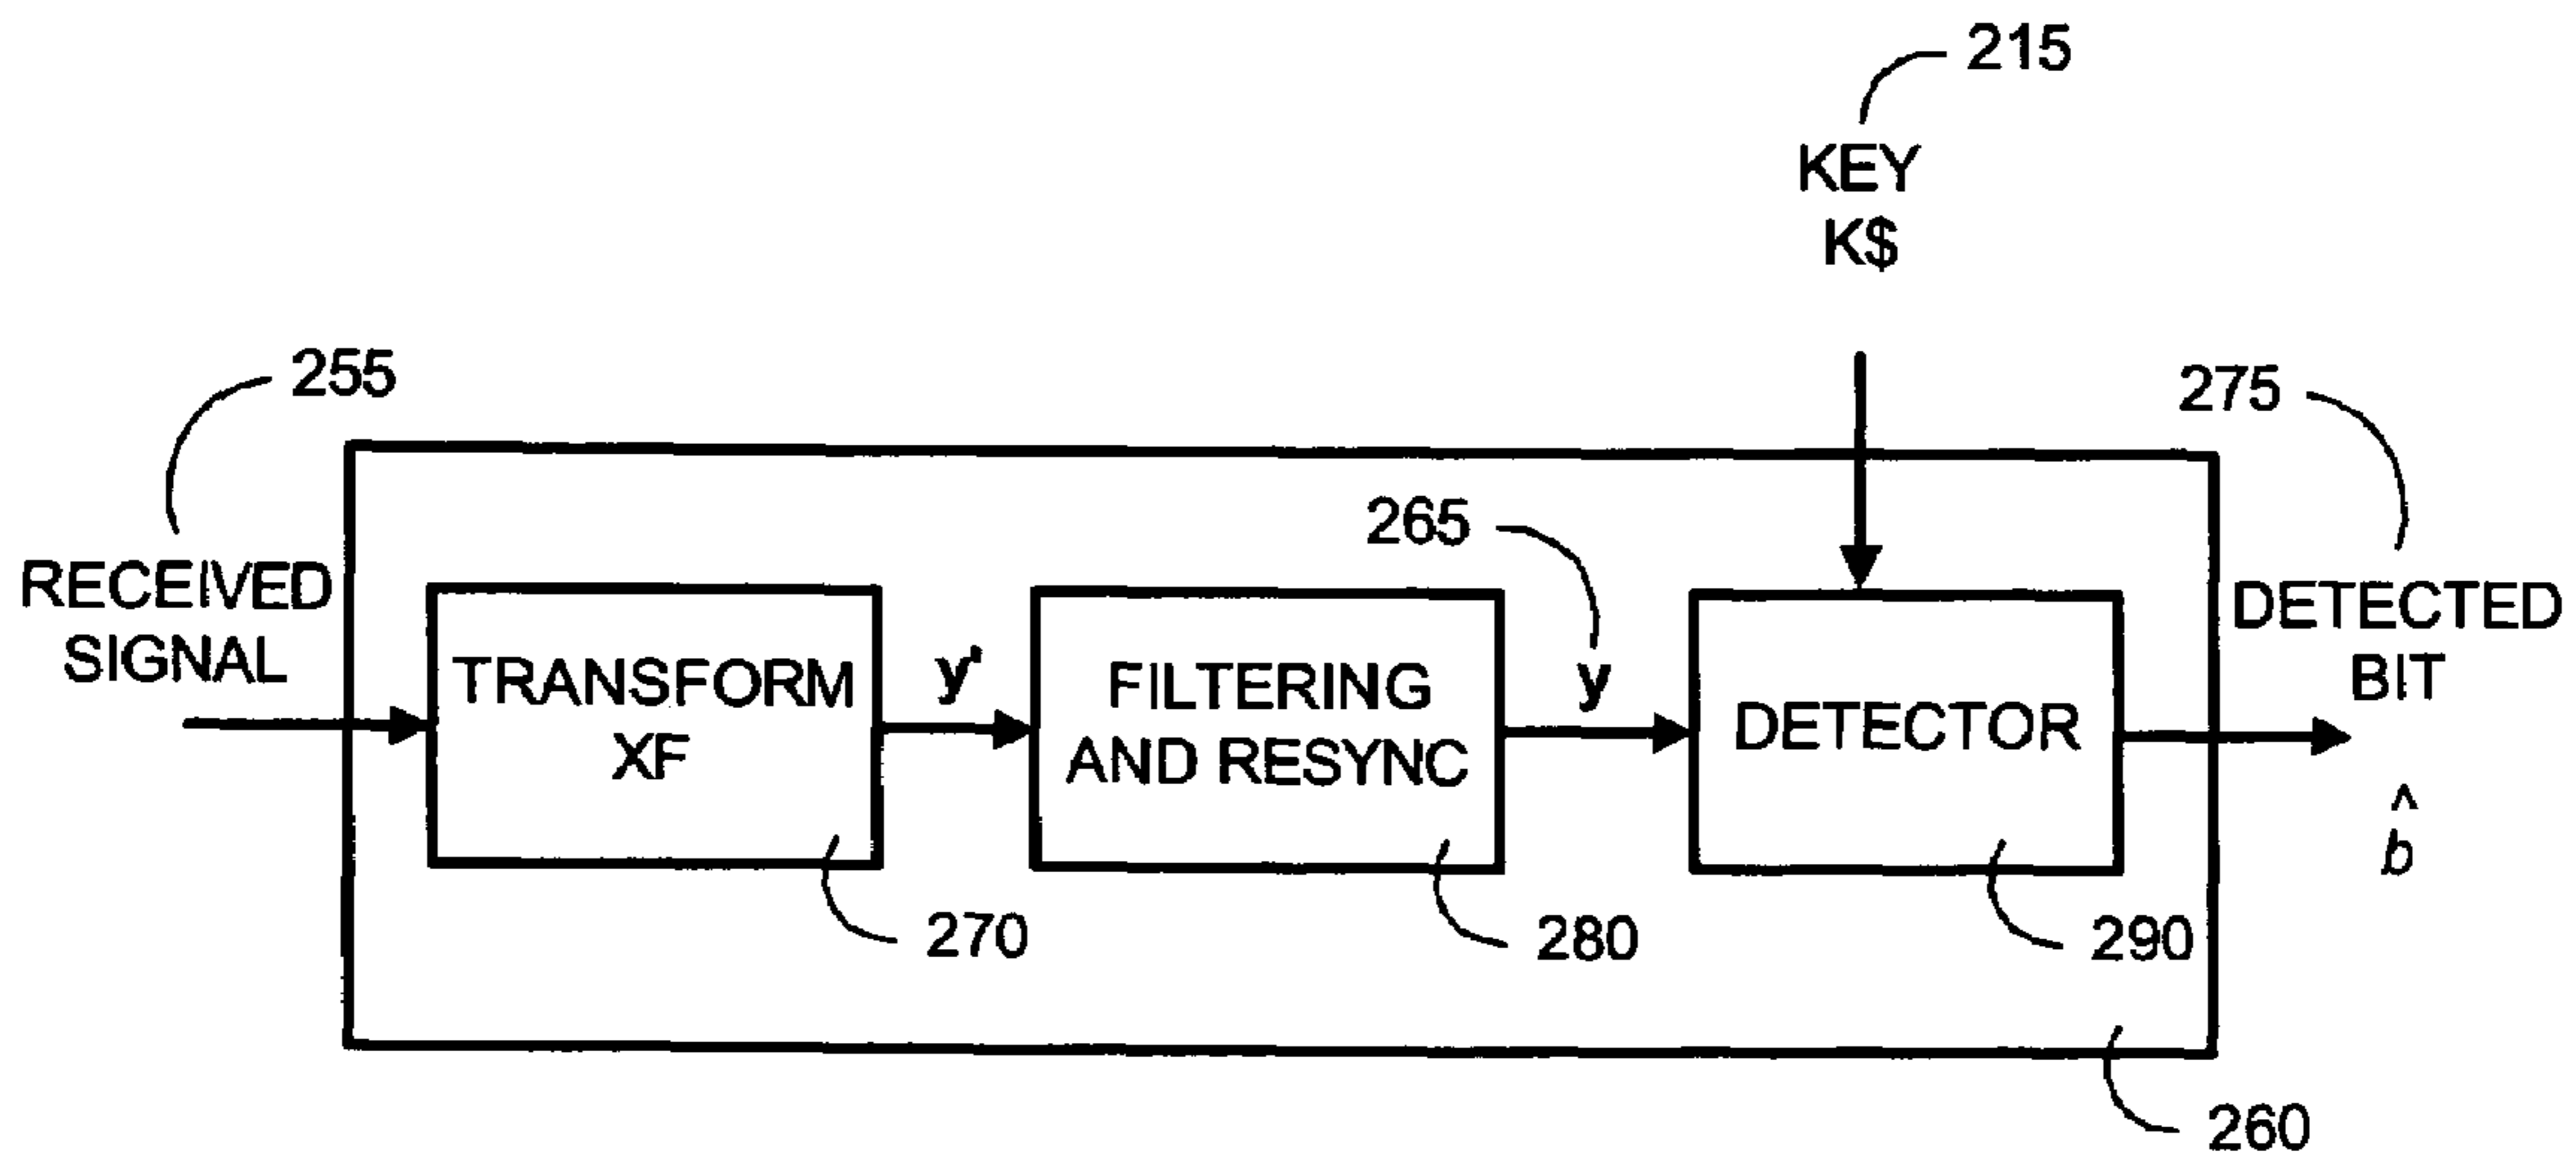 215
KEY
K$
255
275
RECEIVED
SIGNAL
265
DETECTED
BIT
TRANSFORM
XF
y'
FILTERING
AND RESYNC
y
DETECTOR
b̂
270
280
290
260